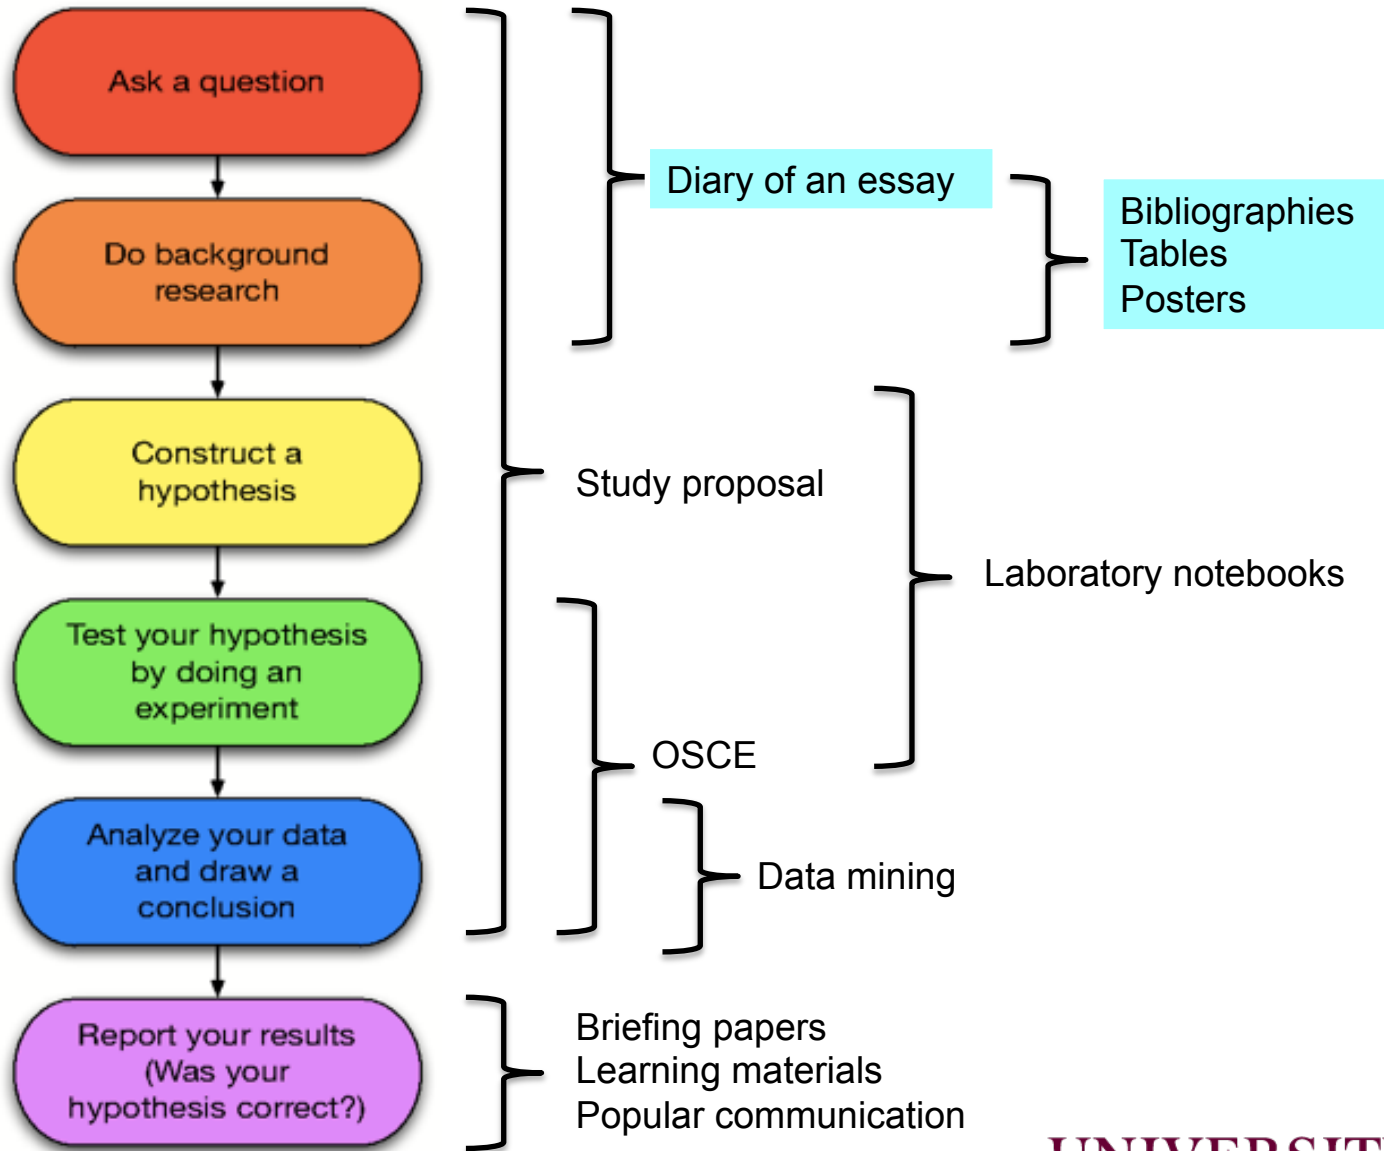 Ask a question
Do background
research
Construct a
hypothesis
Test your hypothesis
by doing an
experiment
Analyze your data
and draw a
conclusion
Report your results
(Was your
hypothesis correct?)
Diary of an essay
Bibliographies
Tables
Posters
Study proposal
Laboratory notebooks
OSCE
Data mining
Briefing papers
Learning materials
Popular communication